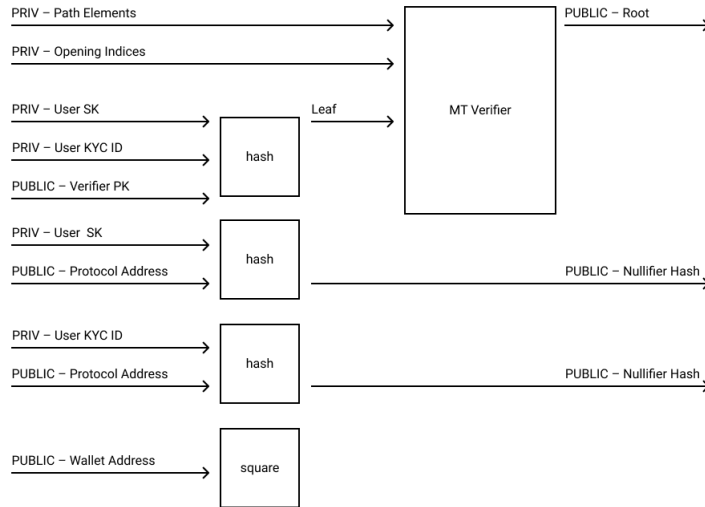 PRIV – Path Elements
PUBLIC – Root
PRIV – Opening Indices
PRIV – User SK
Leaf
MT Verifier
PRIV – User KYC ID
hash
PUBLIC – Verifier PK
PRIV – User  SK
hash
PUBLIC – Protocol Address
PUBLIC – Nullifier Hash
PRIV – User KYC ID
hash
PUBLIC – Protocol Address
PUBLIC – Nullifier Hash
PUBLIC – Wallet Address
square